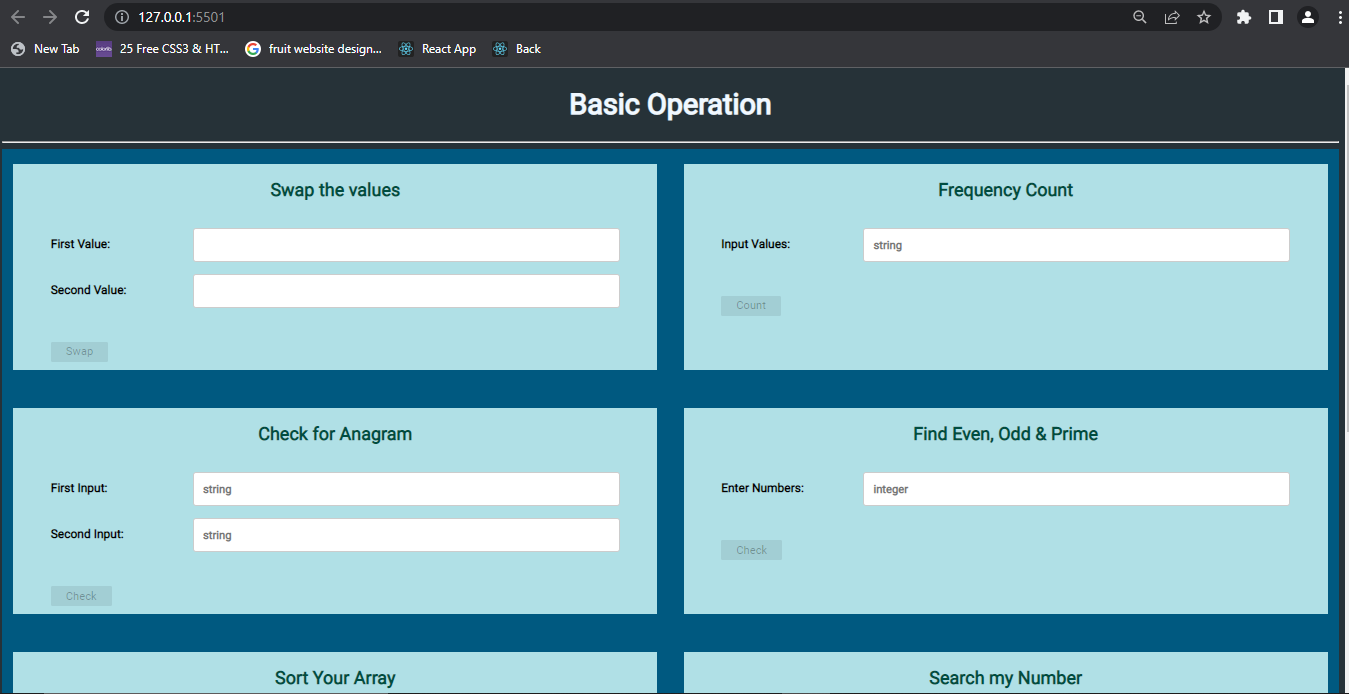 127.0.0.1:5501
New Tab
25 Free CSS3 & HT...
fruit website design...
React App
Back
Basic Operation
Swap the values
First Value:
Second Value:
Swap
Frequency Count
Input Values:
string
Count
Check for Anagram
First Input:
string
Second Input:
string
Check
Find Even, Odd & Prime
Enter Numbers:
integer
Check
Sort Your Array
Search my Number